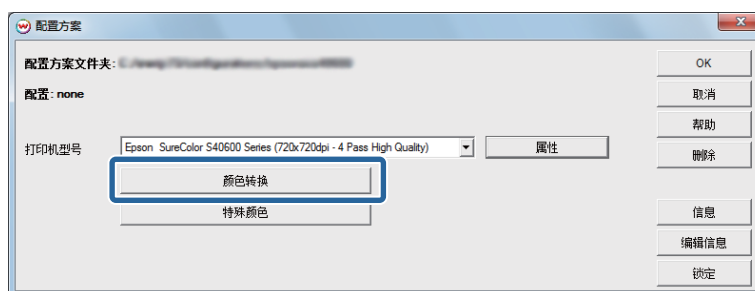 配置方案
配置方案文件夹:
OK
配置: none
取消
帮助
打印机型号
Epson SureColor S40600 Series (720x720dpi - 4 Pass High Quality)
属性
删除
颜色转换
特殊颜色
信息
编辑信息
锁定